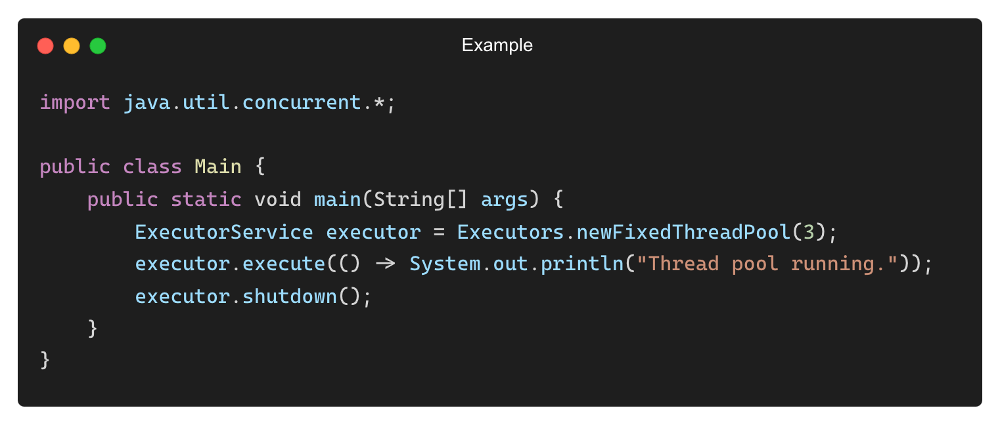 Example
import java.util.concurrent.*;
public class Main {
    public static void main(String[] args) {
        ExecutorService executor = Executors.newFixedThreadPool(3);
        executor.execute(() -> System.out.println("Thread pool running."));
        executor.shutdown();
    }
}